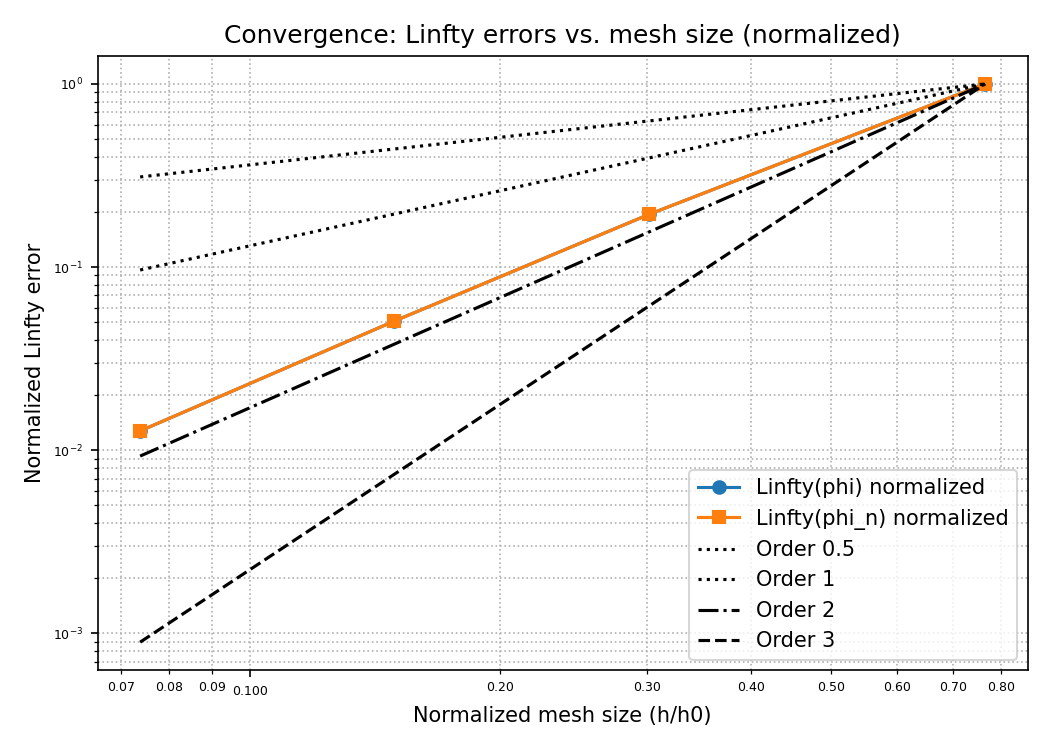 Convergence: Linfty errors vs. mesh size (normalized)
Normalized Linfty error
10⁰
10⁻¹
10⁻²
10⁻³
Linfty(phi) normalized
Linfty(phi_n) normalized
Order 0.5
Order 1
Order 2
Order 3
0.07 0.08 0.09 0.100 0.20 0.30 0.40 0.50 0.60 0.70 0.80
Normalized mesh size (h/h0)